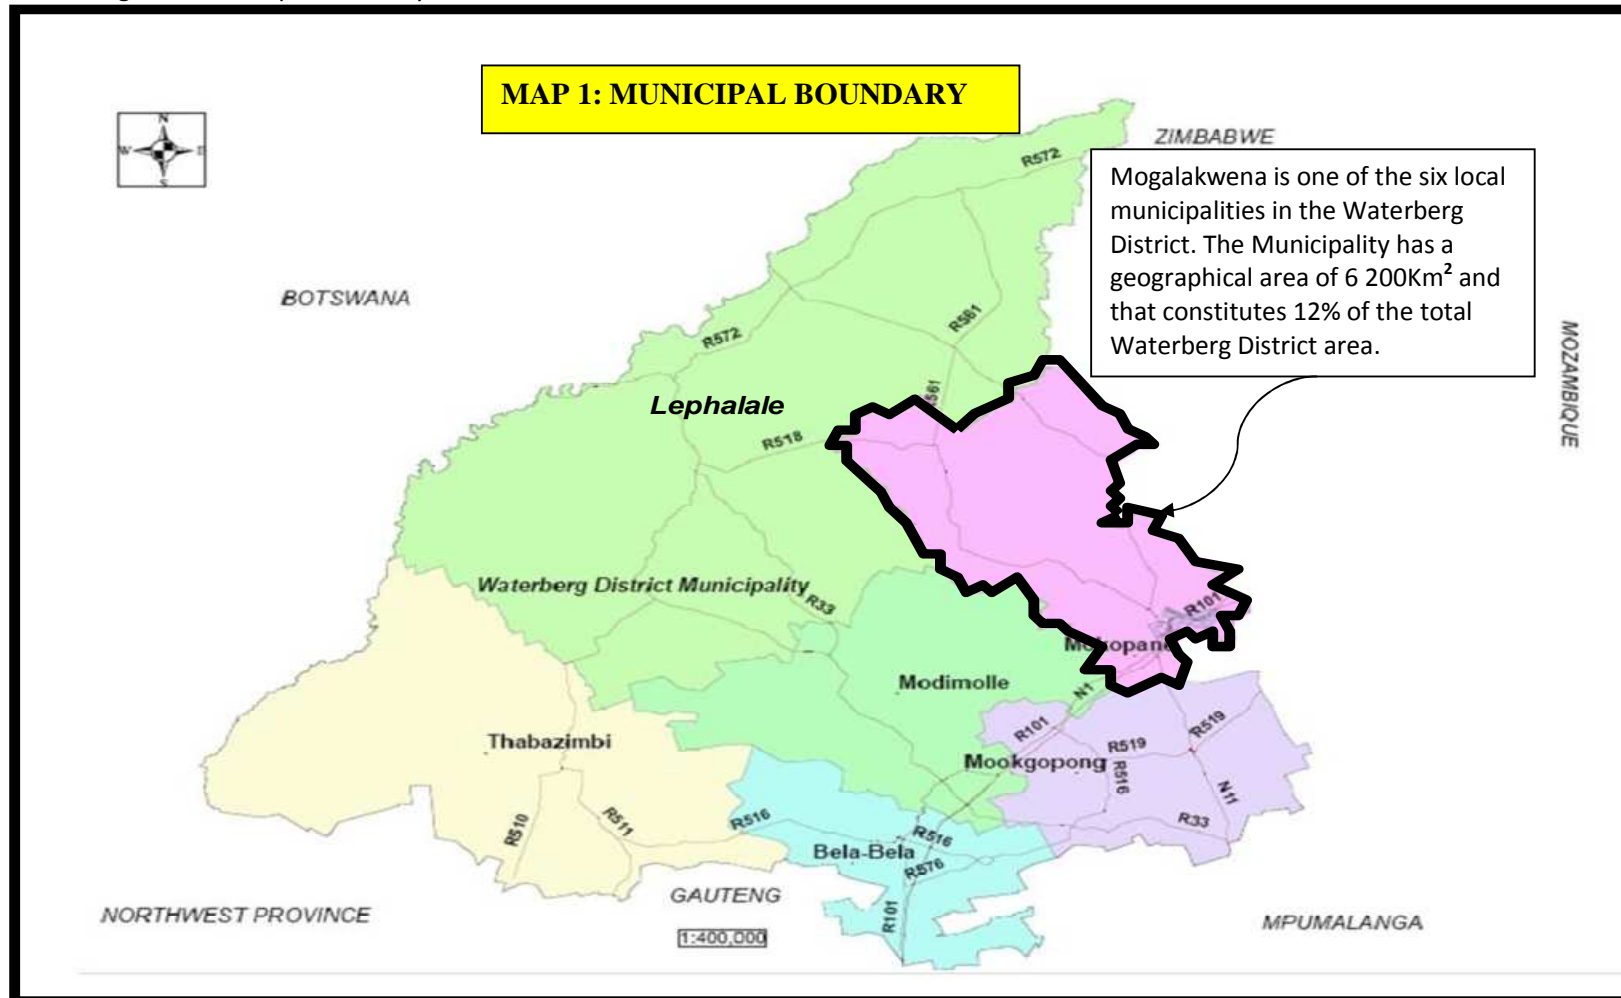 MAP 1: MUNICIPAL BOUNDARY
N
W
E
S
ZIMBABWE
R572
Mogalakwena is one of the six local
municipalities in the Waterberg
District. The Municipality has a
geographical area of 6 200Km² and
that constitutes 12% of the total
Waterberg District area.
BOTSWANA
R561
R572
MOZAMBIQUE
R561
Lephalale
R518
Waterberg District Municipality
R33
R101
Mokopane
Modimolle
N1
R101
R519
R519
Thabazimbi
Mookgopong
R516
N11
R510
R511
R516
R516
R33
Bela-Bela
R576
GAUTENG
R101
NORTHWEST PROVINCE
MPUMALANGA
1:400,000